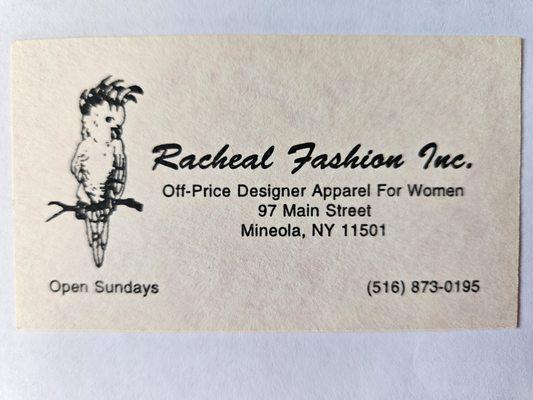 Racheal Fashion Inc.
Off-Price Designer Apparel For Women
97 Main Street
Mineola, NY 11501
Open Sundays
(516) 873-0195